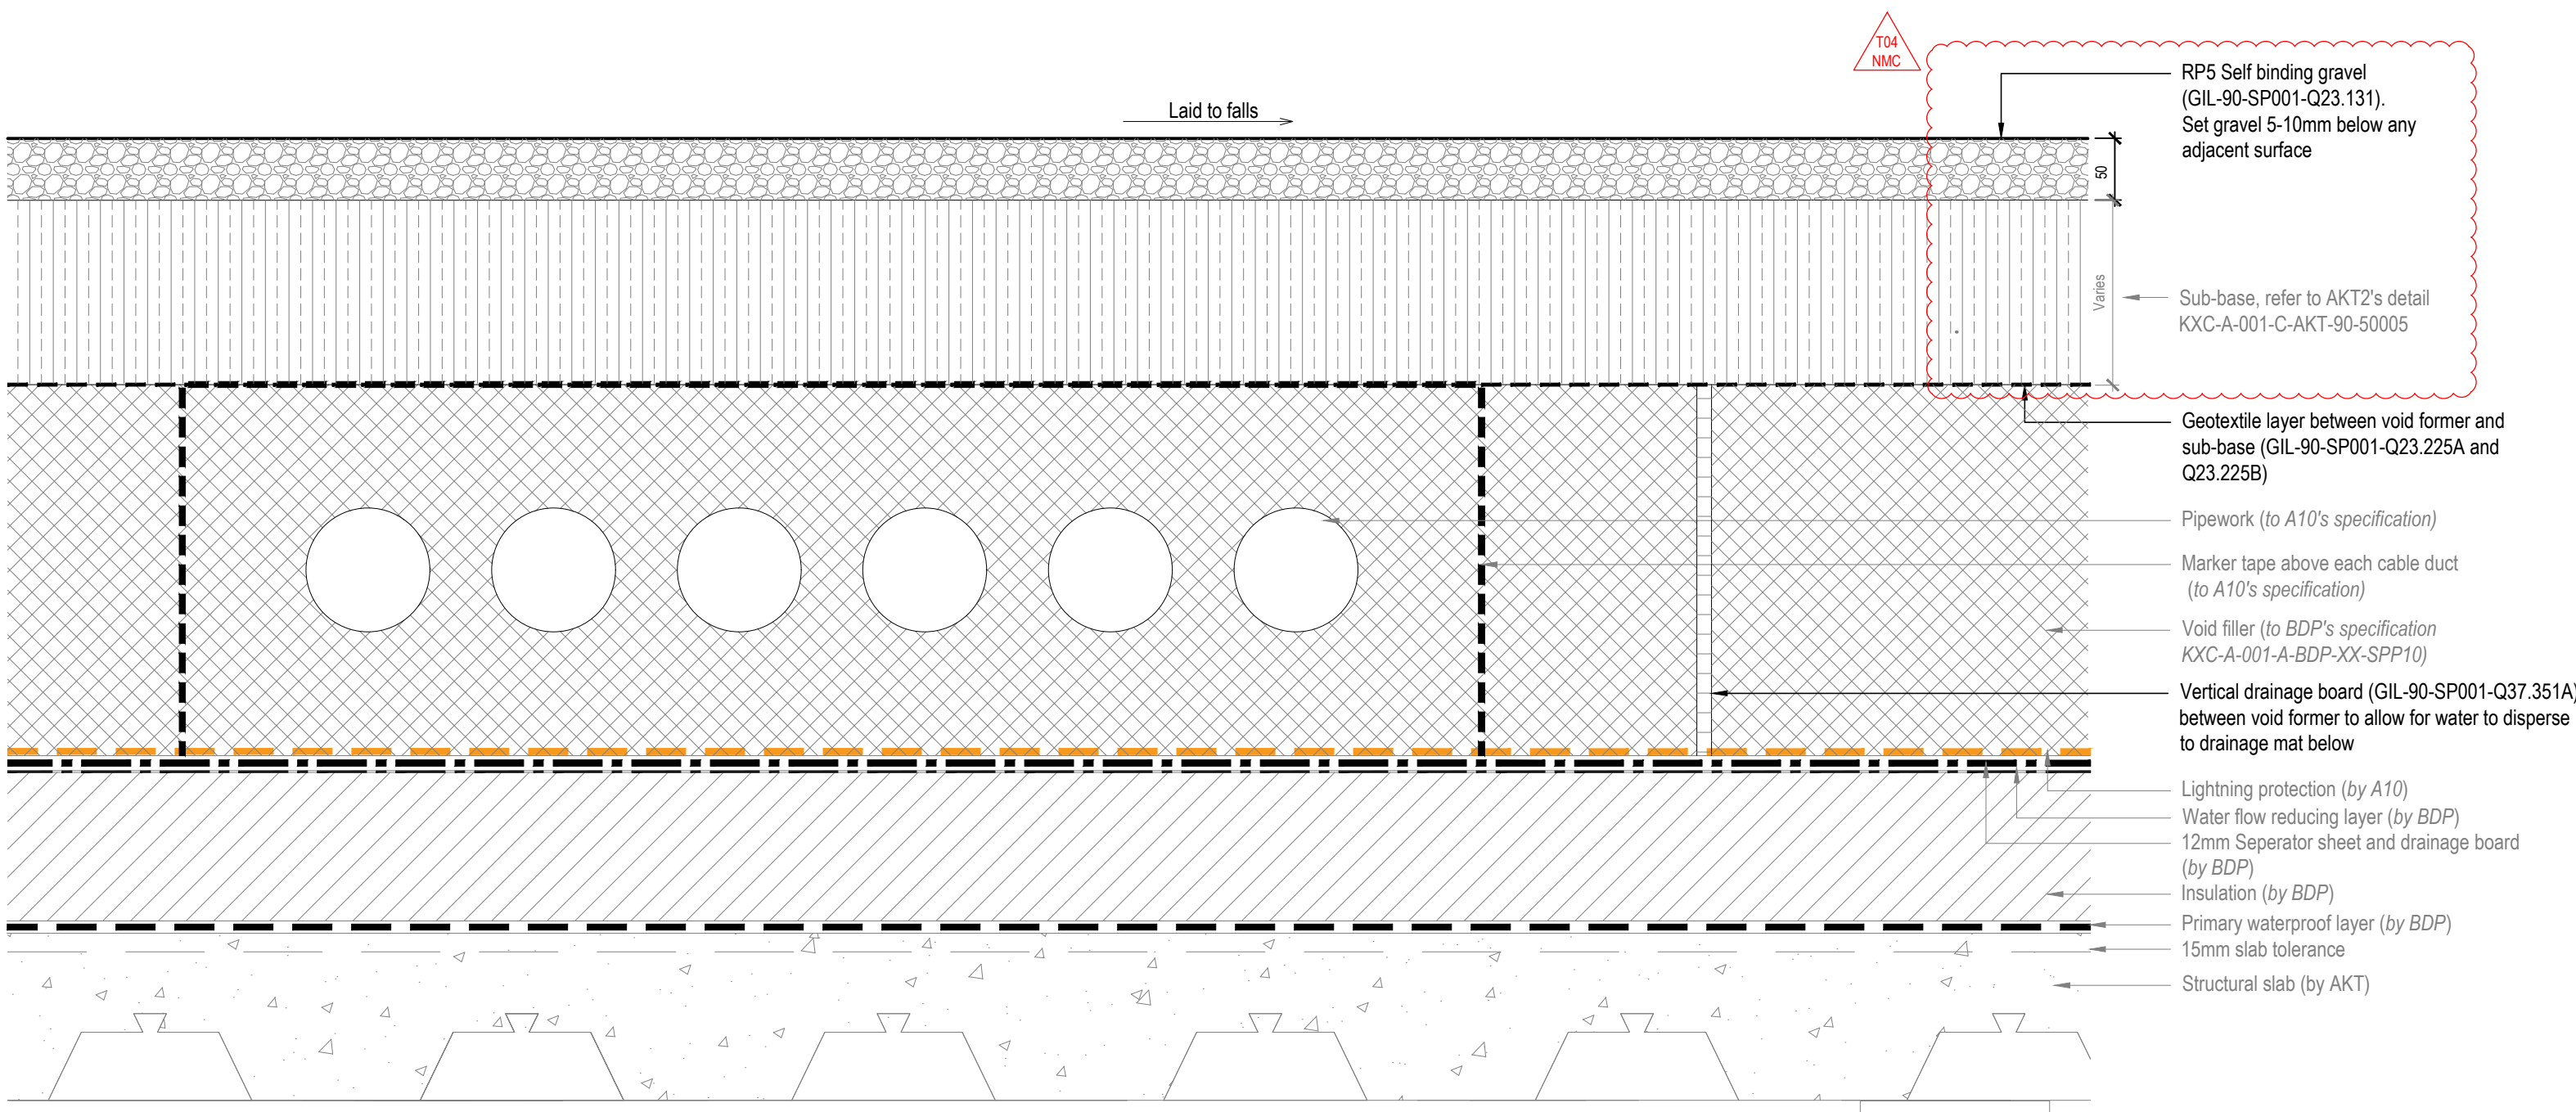 T04
NMC
Laid to falls
RP5 Self binding gravel
(GIL-90-SP001-Q23.131).
Set gravel 5-10mm below any
adjacent surface
50
Varies
Sub-base, refer to AKT2's detail
KXC-A-001-C-AKT-90-50005
Geotextile layer between void former and
sub-base (GIL-90-SP001-Q23.225A and
Q23.225B)
Pipework (to A10's specification)
Marker tape above each cable duct
(to A10's specification)
Void filler (to BDP's specification
KXC-A-001-A-BDP-XX-SPP10)
Vertical drainage board (GIL-90-SP001-Q37.351A)
between void former to allow for water to disperse
to drainage mat below
Lightning protection (by A10)
Water flow reducing layer (by BDP)
12mm Seperator sheet and drainage board
(by BDP)
Insulation (by BDP)
Primary waterproof layer (by BDP)
15mm slab tolerance
Structural slab (by AKT)